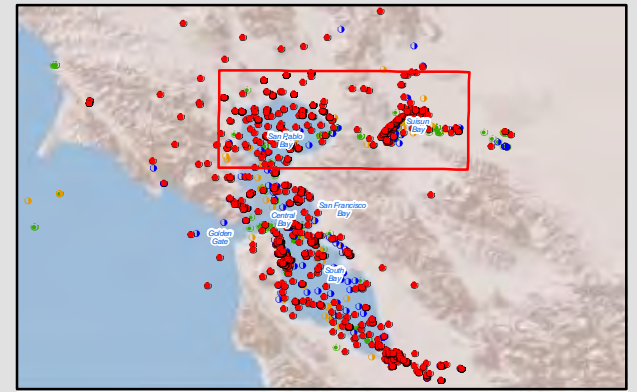 San Pablo
Bay
Suisun
Bay
San Francisco
Bay
Central
Bay
Golden
Gate
South
Bay